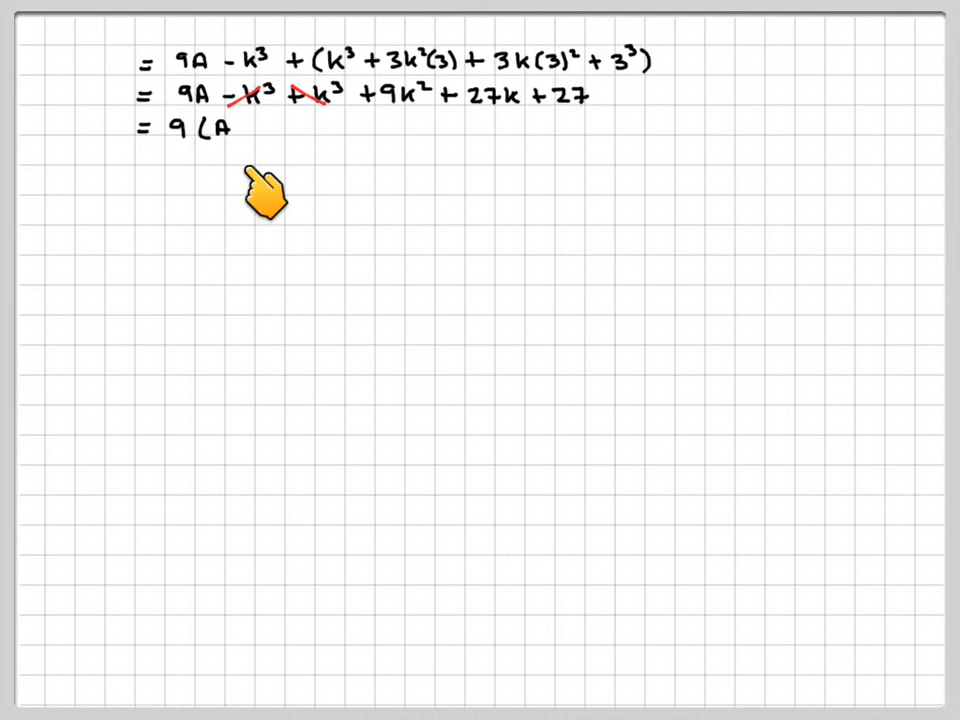 = 9A - k³ + (k³ + 3k²(3) + 3k(3)² + 3³)
= 9A - k³ + k³ + 9k² + 27k + 27
= 9 (A